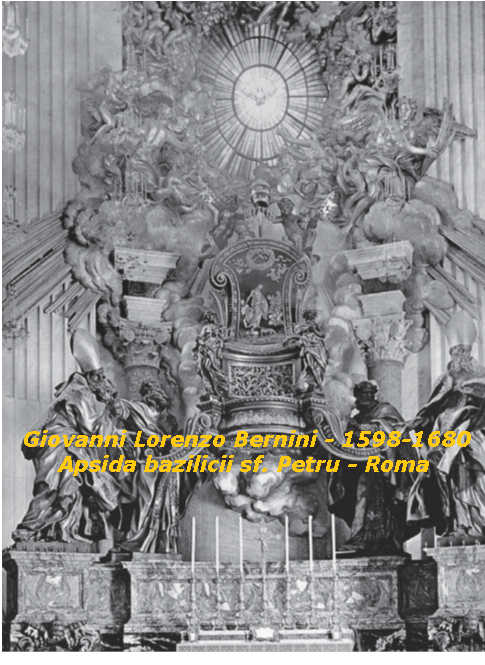 Giovanni Lorenzo Bernini – 1598–1680
Apsida bazilicii sf. Petru – Roma